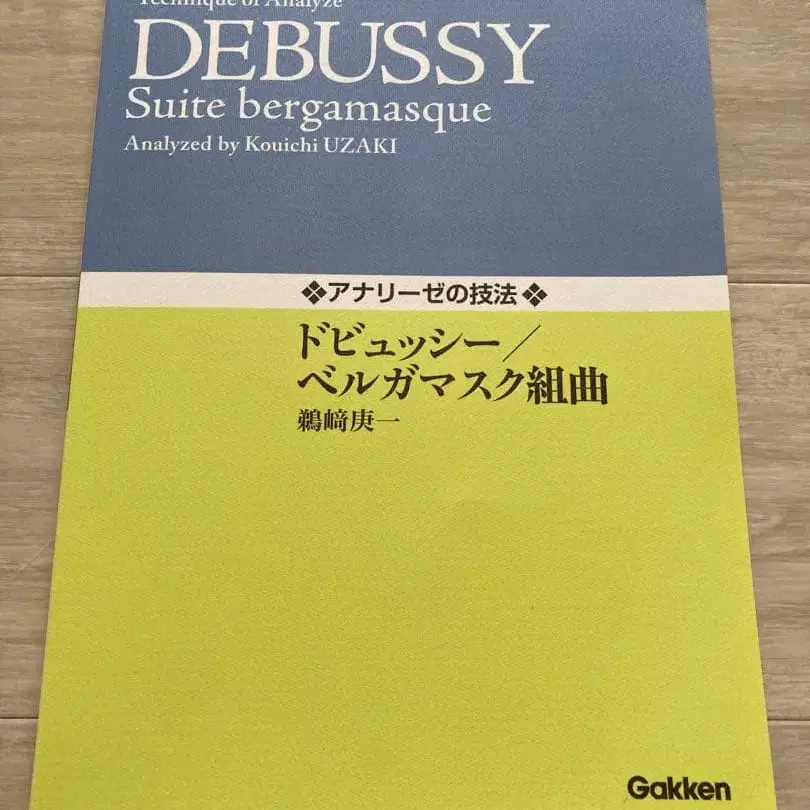 Technique of Analyze
DEBUSSY
Suite bergamasque
Analyzed by Kouichi UZAKI
❖アナリーゼの技法❖
ドビュッシー／
ベルガマスク組曲
鵜﨑庚一
Gakken